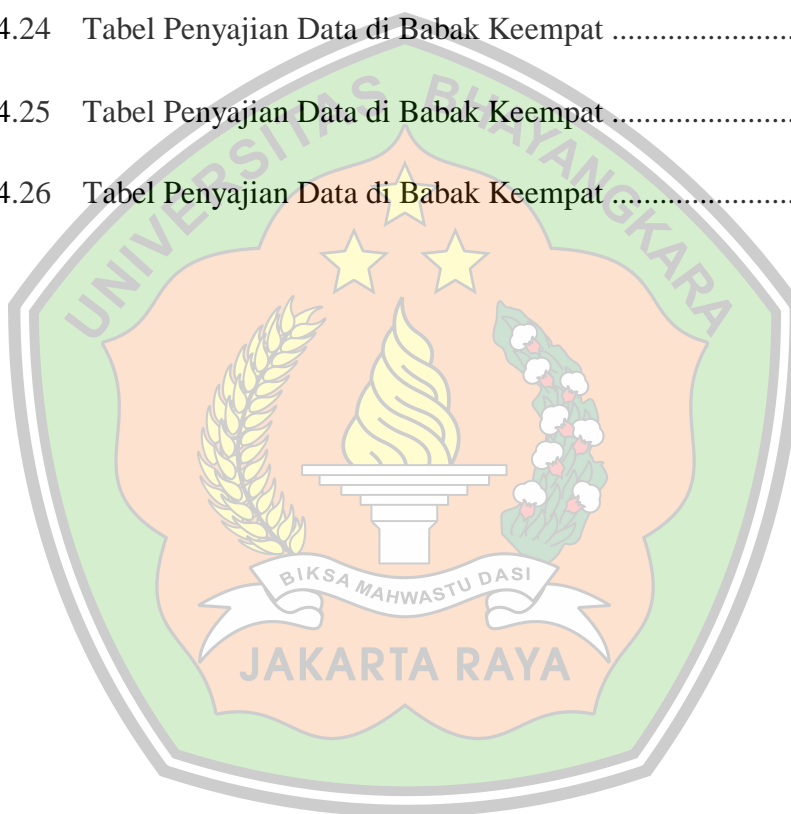 4.24 Tabel Penyajian Data di Babak Keempat ......................
4.25 Tabel Penyajian Data di Babak Keempat ......................
4.26 Tabel Penyajian Data di Babak Keempat ......................
UNIVERSITAS BHAYANGKARA
BIKSA MAHWASTU DASI
JAKARTA RAYA